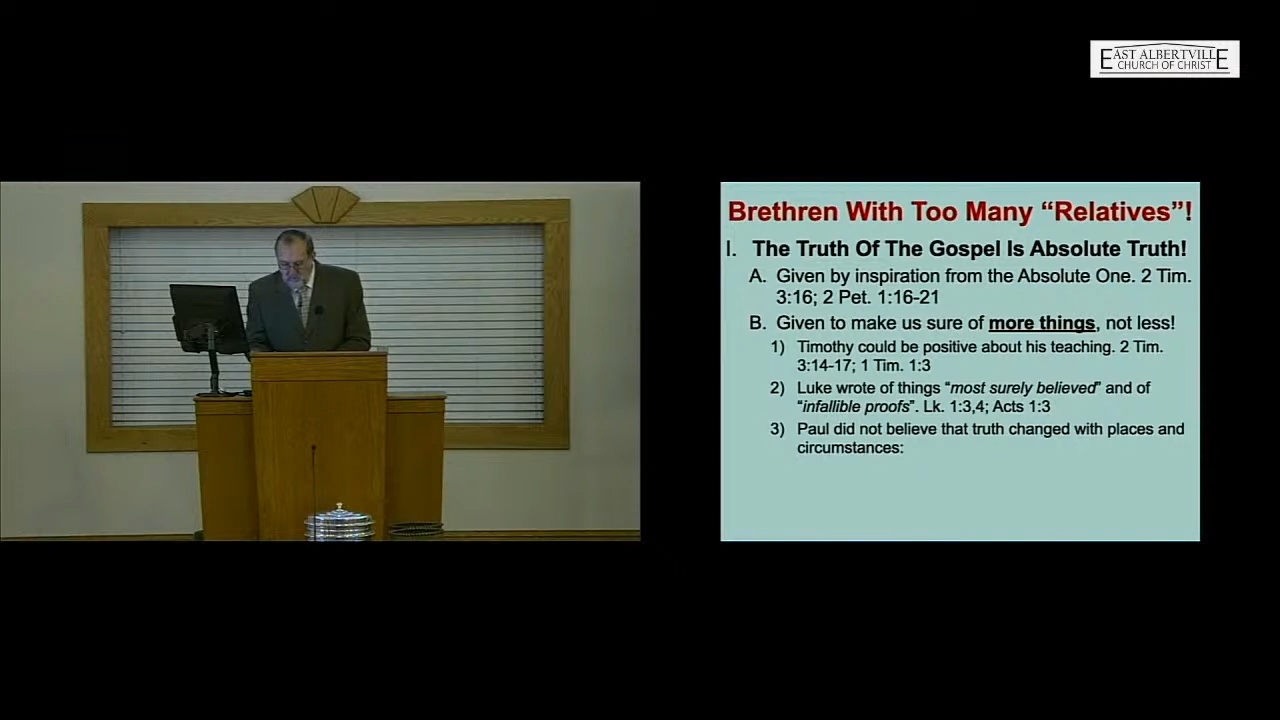 EAST ALBERTVILLE
CHURCH OF CHRIST
Brethren With Too Many “Relatives”!
I. The Truth Of The Gospel Is Absolute Truth!
A. Given by inspiration from the Absolute One. 2 Tim.
3:16; 2 Pet. 1:16-21
B. Given to make us sure of more things, not less!
1) Timothy could be positive about his teaching. 2 Tim.
3:14-17; 1 Tim. 1:3
2) Luke wrote of things “most surely believed” and of
“infallible proofs”. Lk. 1:3,4; Acts 1:3
3) Paul did not believe that truth changed with places and
circumstances: